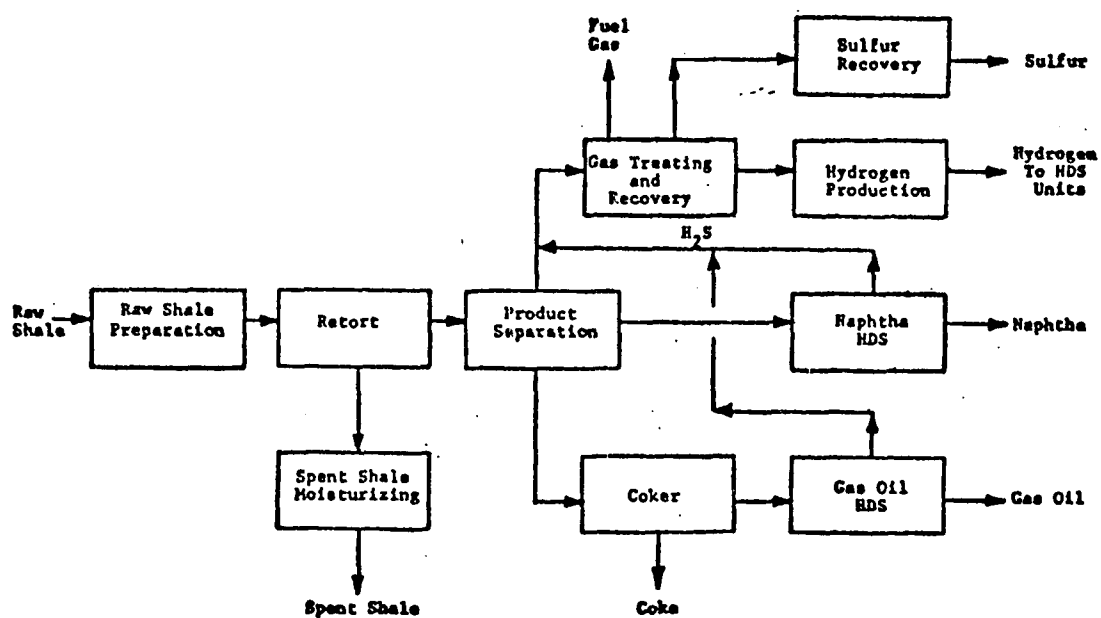 Fuel
Gas
Sulfur
Recovery
Sulfur
Gas Treating
and
Recovery
Hydrogen
Production
Hydrogen
To HDS
Units
H2S
Raw
Shale
Raw Shale
Preparation
Retort
Product
Separation
Naphtha
HDS
Naphtha
Spent Shale
Moisturizing
Coker
Gas Oil
HDS
Gas Oil
Spent Shale
Coke